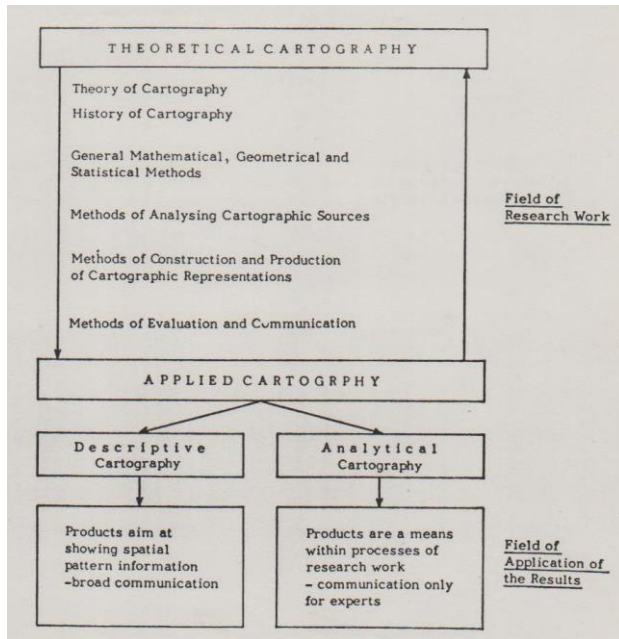 THEORETICAL CARTOGRAPHY
Theory of Cartography
History of Cartography
General Mathematical, Geometrical and
Statistical Methods
Methods of Analysing Cartographic Sources
Methods of Construction and Production
of Cartographic Representations
Methods of Evaluation and Communication
Field of
Research Work
APPLIED CARTOGRPHY
Descriptive
Cartography
Analytical
Cartography
Products aim at
showing spatial
pattern information
-broad communication
Products are a means
within processes of
research work
- communication only
for experts
Field of
Application of
the Results